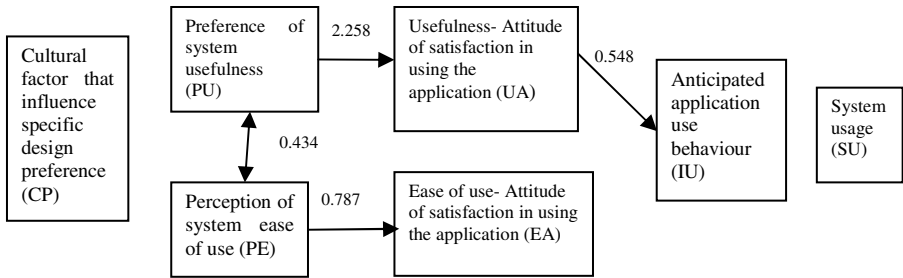 Cultural
factor that
influence
specific
design
preference
(CP)
Preference of
system
usefulness
(PU)
2.258
Usefulness- Attitude
of satisfaction in
using the
application (UA)
0.548
Anticipated
application
use
behaviour
(IU)
System
usage
(SU)
0.434
Perception of
system ease
of use (PE)
0.787
Ease of use- Attitude
of satisfaction in using
the application (EA)